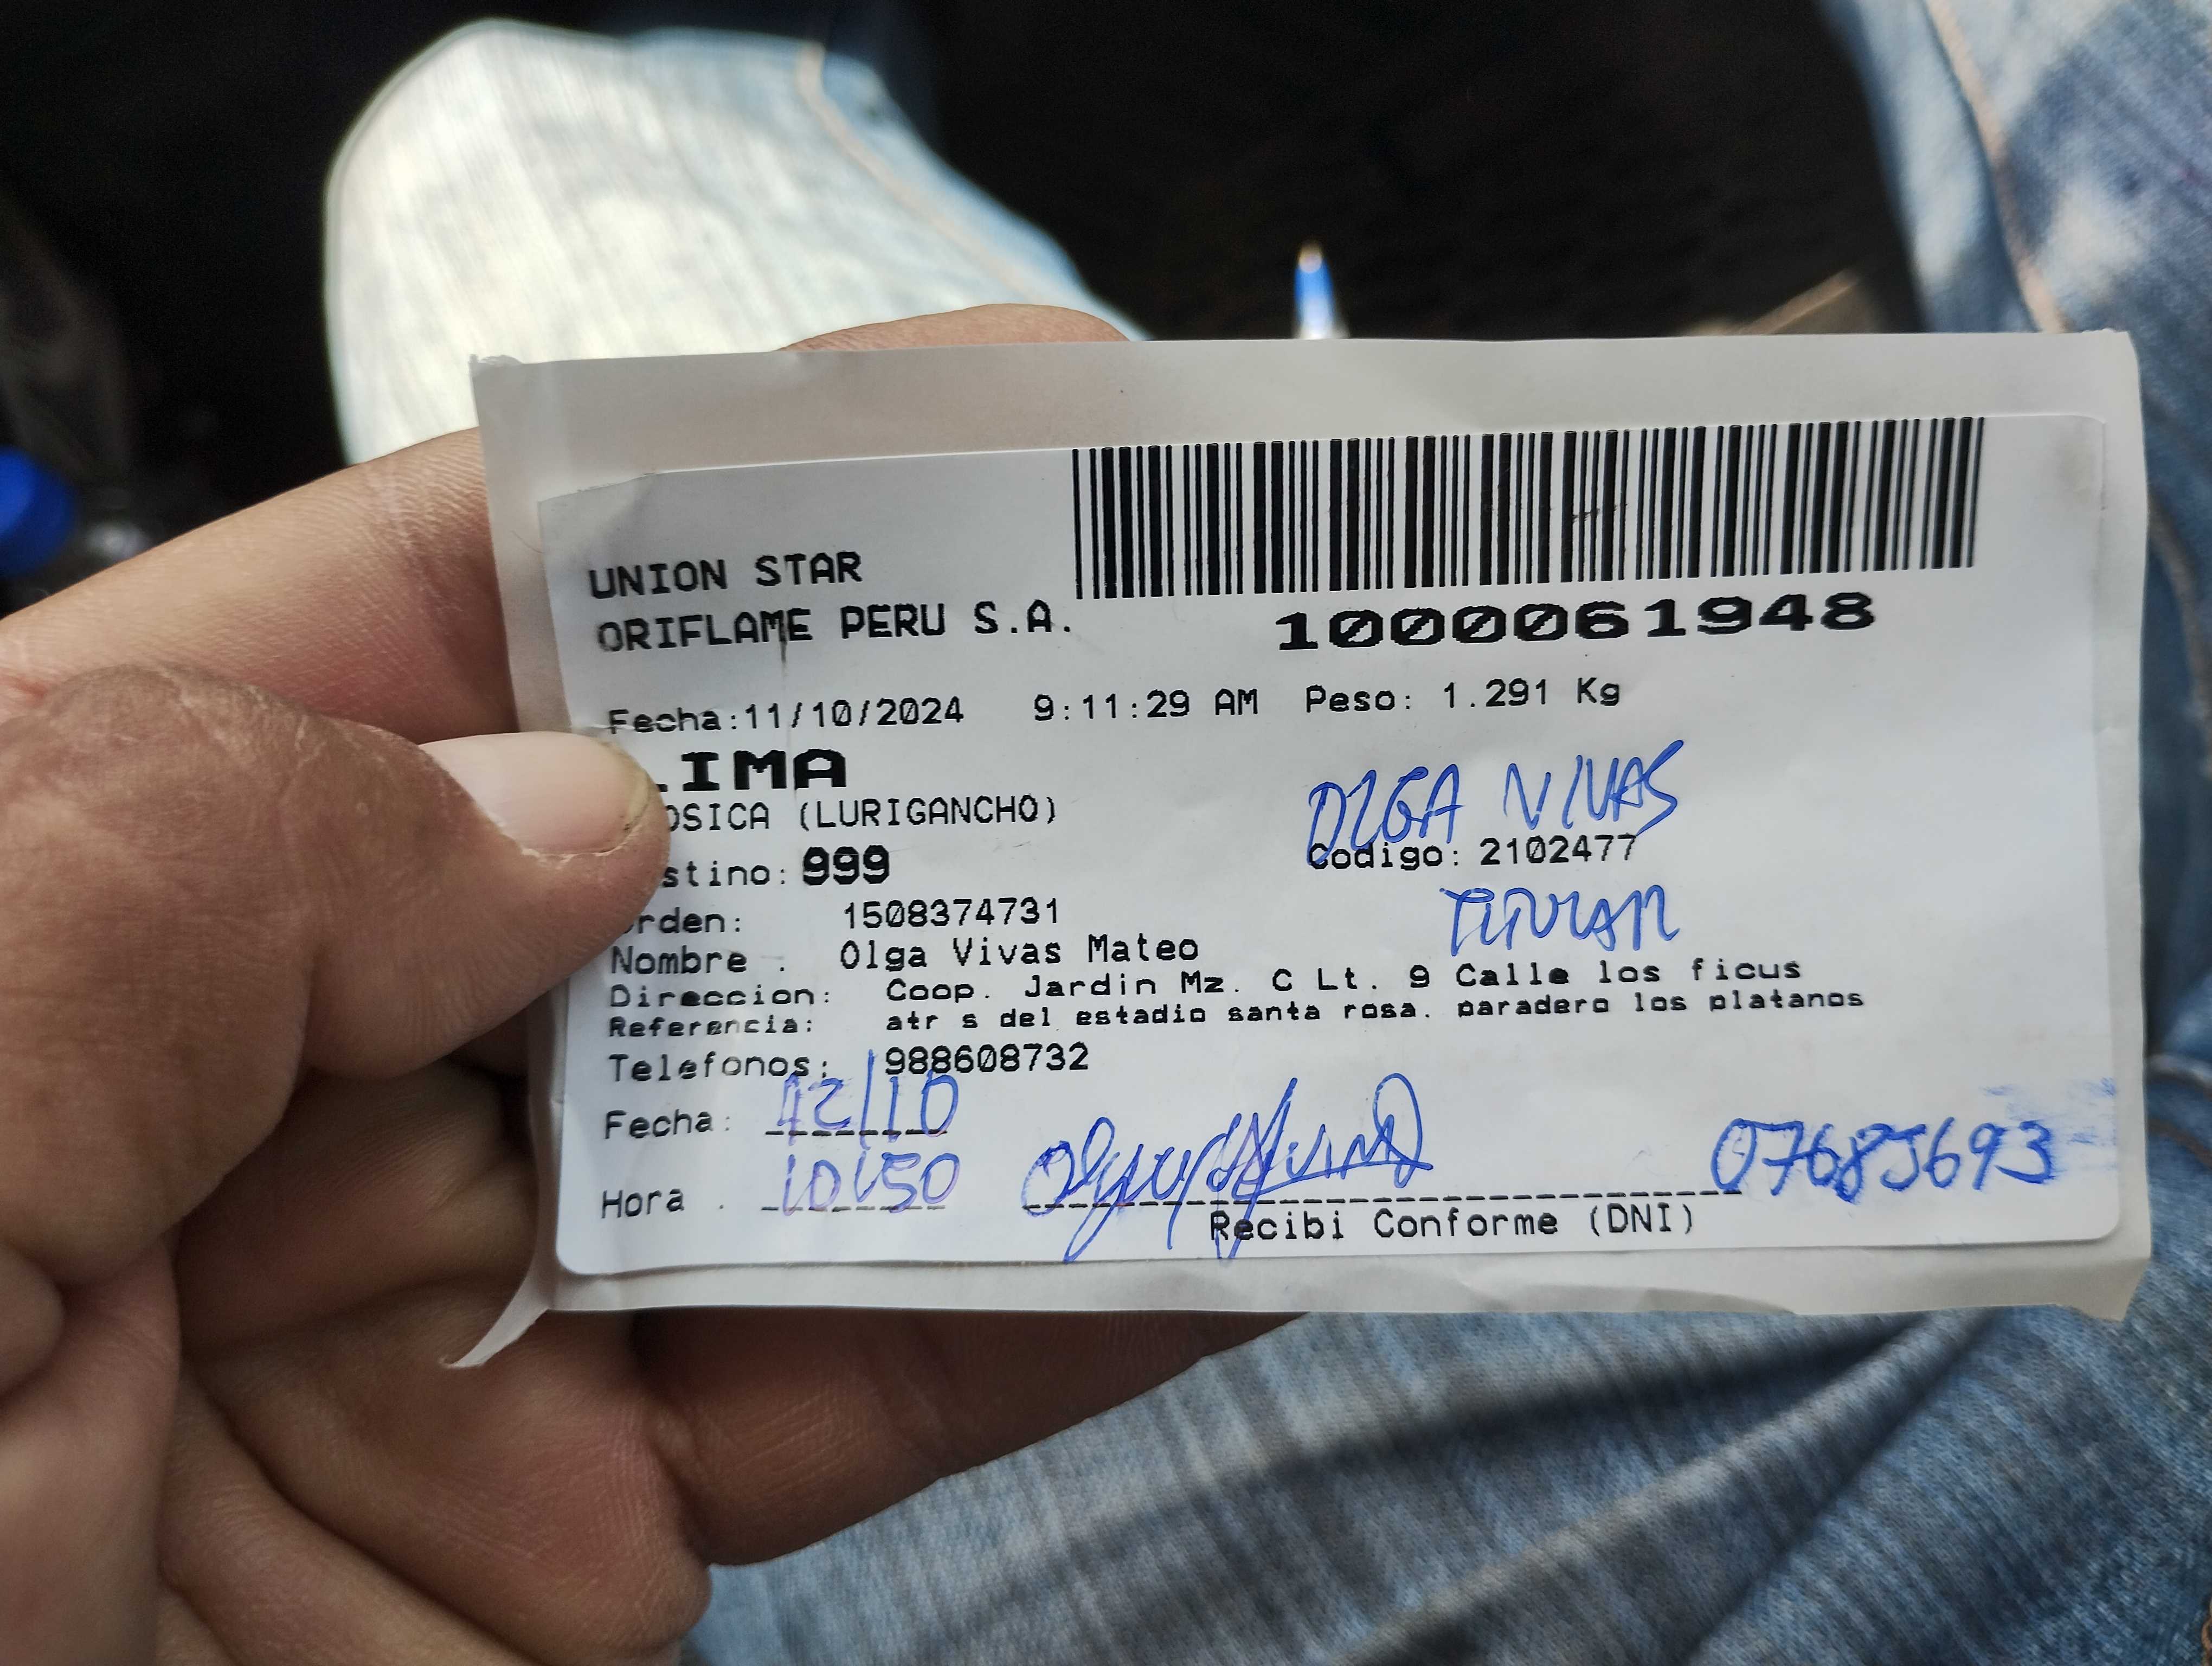 UNION STAR
ORIFLAME PERU S.A.
1000061948
Fecha:11/10/2024 9:11:29 AM Peso: 1.291 Kg
LIMA
OSICA (LURIGANCHO)
OLGA VIVAS
stino: 999
Codigo: 2102477
rden: 1508374731
TITULAR
Nombre : Olga Vivas Mateo
Direccion: Coop. Jardin Mz. C Lt. 9 Calle los ficus
Referencia: atr s del estadio santa rosa. paradero los platanos
Telefonos: 988608732
Fecha: 12/10
Hora : 10:50
07685693
Recibi Conforme (DNI)